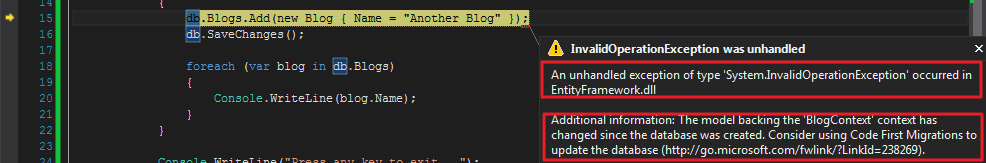 14 {
15 db.Blogs.Add(new Blog { Name = "Another Blog" });
16 db.SaveChanges();
17
18 foreach (var blog in db.Blogs)
19 {
20 Console.WriteLine(blog.Name);
21 }
22 }
23
24 Console.WriteLine("Press any key to exit...");
InvalidOperationException was unhandled
An unhandled exception of type 'System.InvalidOperationException' occurred in
EntityFramework.dll
Additional information: The model backing the 'BlogContext' context has
changed since the database was created. Consider using Code First Migrations to
update the database (http://go.microsoft.com/fwlink/?LinkId=238269).